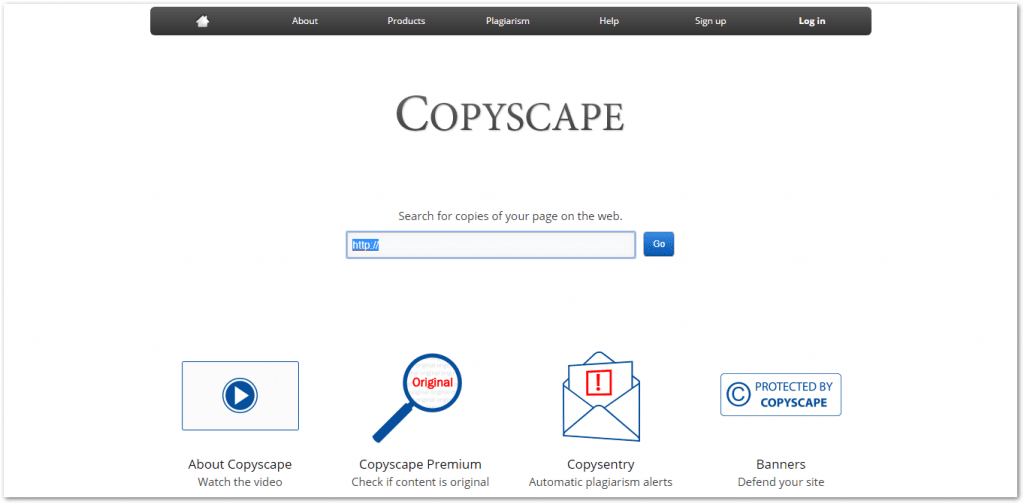 About Products Plagiarism Help Sign up Log in
COPYSCAPE
Search for copies of your page on the web.
http:// Go
Original
!
© PROTECTED BY
COPYSCAPE
About Copyscape Copyscape Premium Copysentry Banners
Watch the video Check if content is original Automatic plagiarism alerts Defend your site